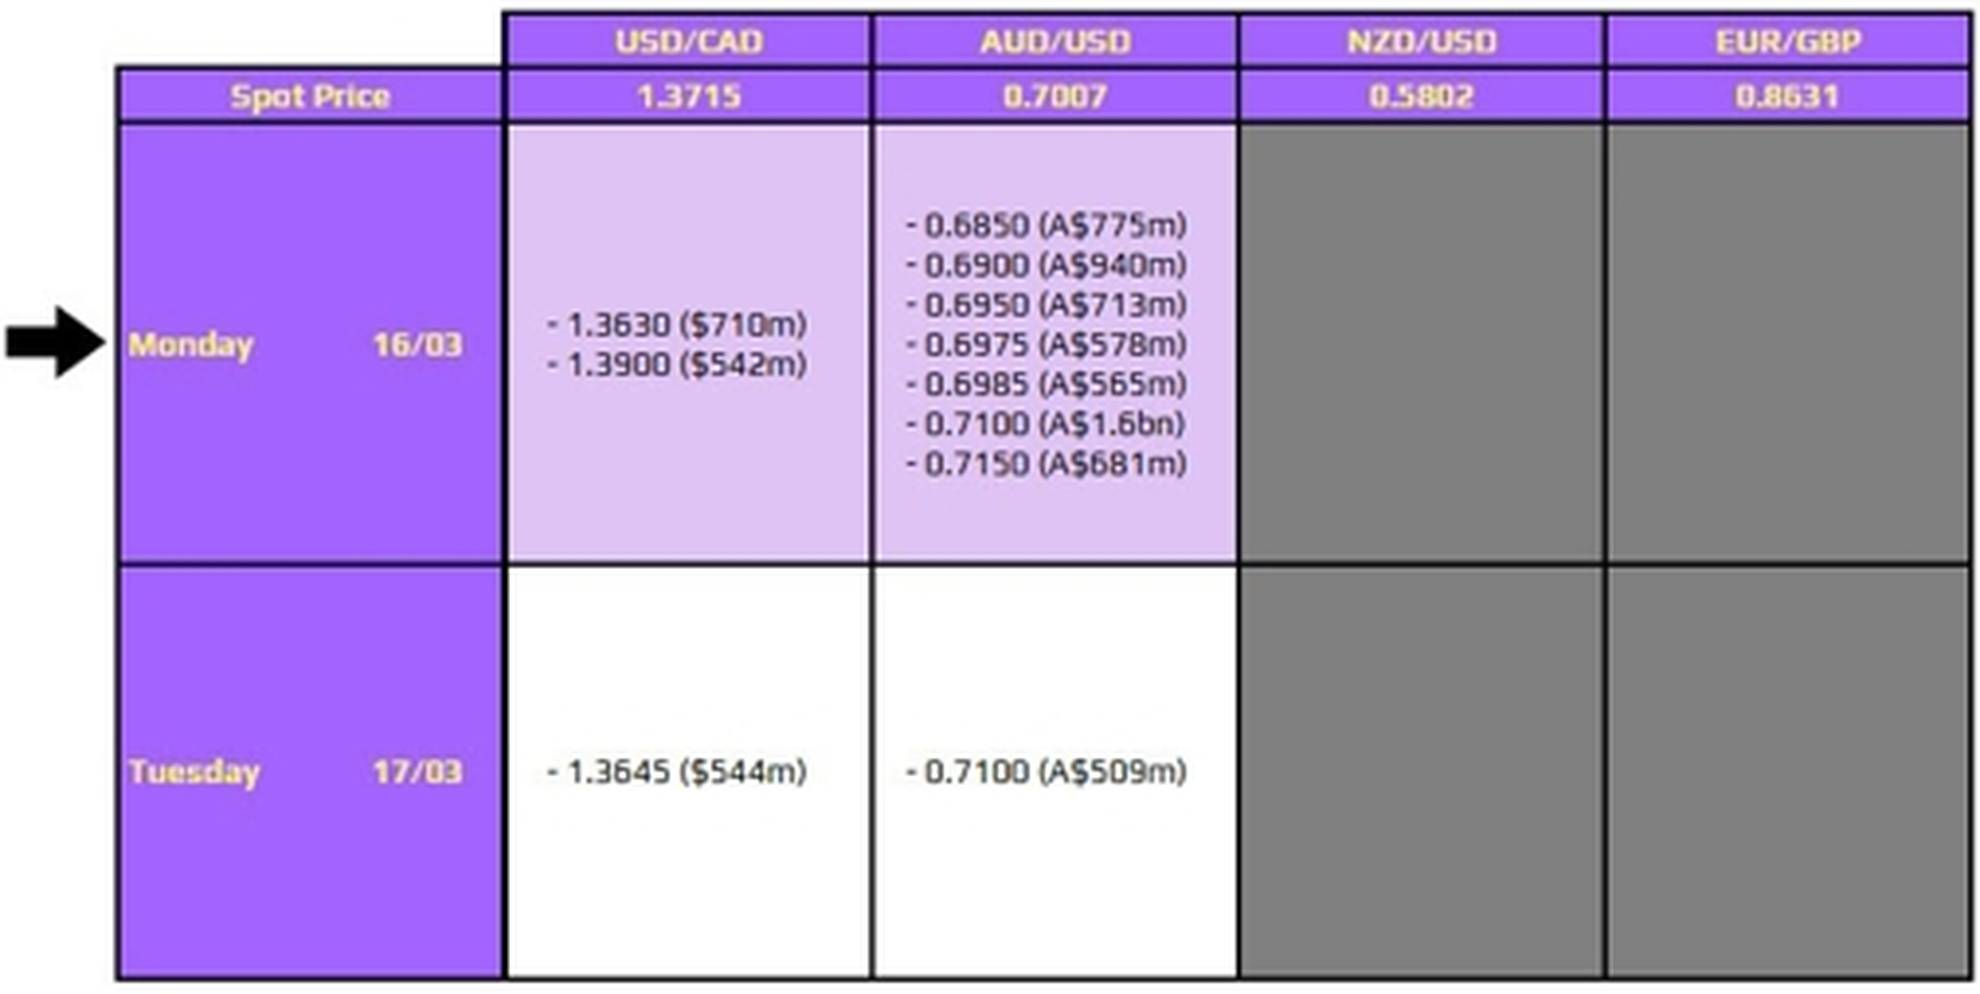 USD/CAD AUD/USD NZD/USD EUR/GBP
Spot Price 1.3715 0.7007 0.5802 0.8631
Monday 16/03
- 1.3630 ($710m)
- 1.3900 ($542m)
- 0.6850 (A$775m)
- 0.6900 (A$940m)
- 0.6950 (A$713m)
- 0.6975 (A$578m)
- 0.6985 (A$565m)
- 0.7100 (A$1.6bn)
- 0.7150 (A$681m)
Tuesday 17/03 - 1.3645 ($544m) - 0.7100 (A$509m)